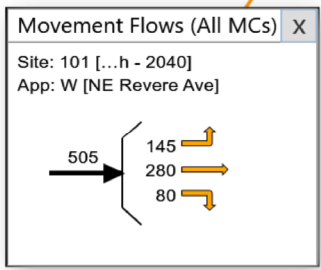 Movement Flows (All MCs) X
Site: 101 [...h - 2040]
App: W [NE Revere Ave]
145
505
280
80